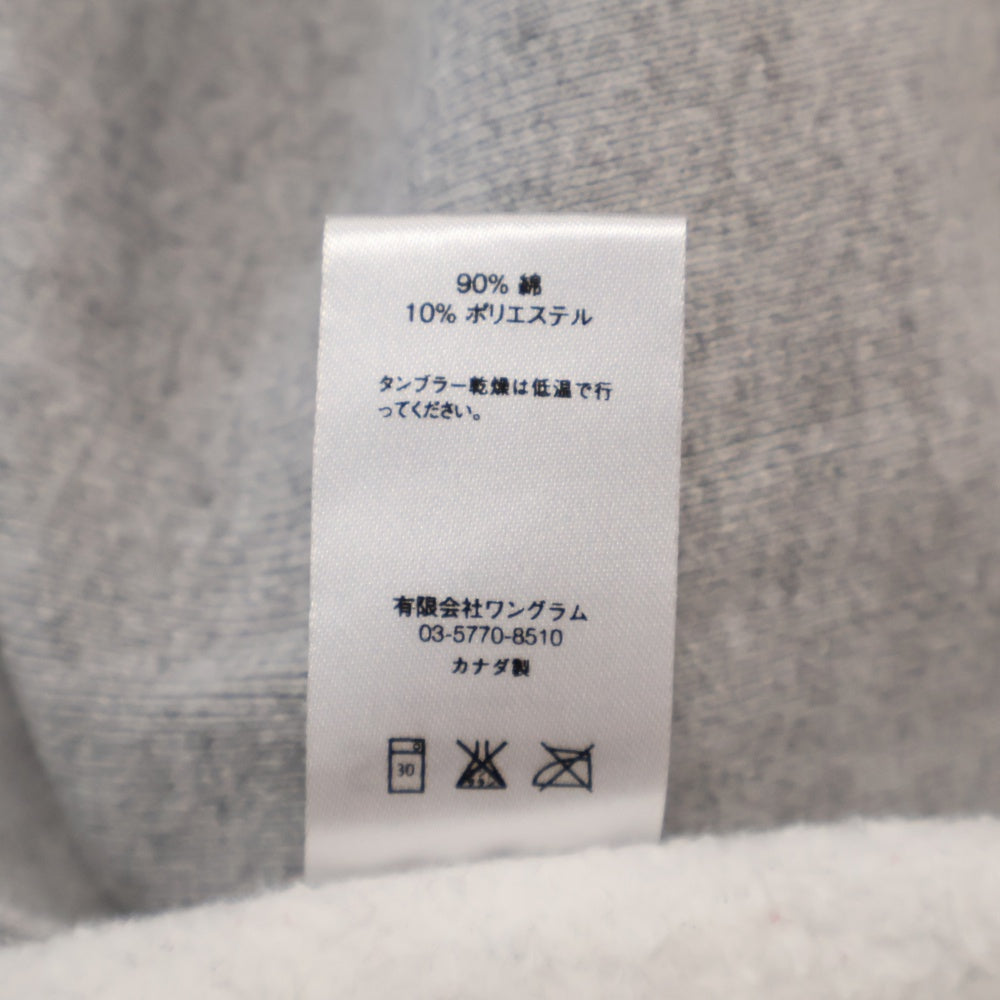 90% 綿
10% ポリエステル
タンブラー乾燥は低温で行
ってください。
有限会社ワングラム
03-5770-8510
カナダ製
30